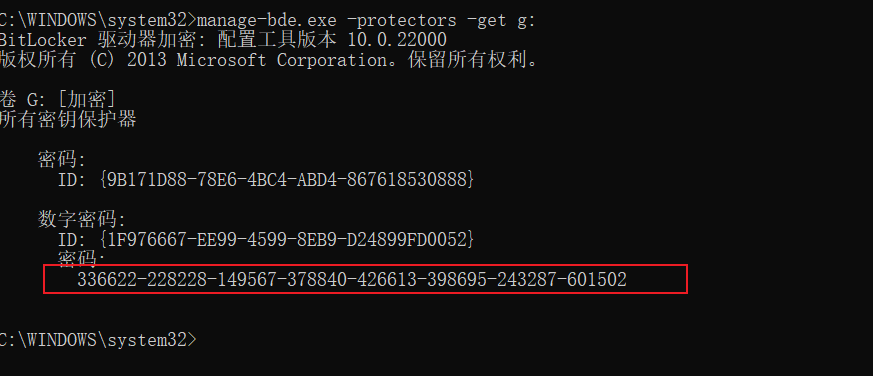 C:\WINDOWS\system32>manage-bde.exe -protectors -get g:
BitLocker 驱动器加密: 配置工具版本 10.0.22000
版权所有 (C) 2013 Microsoft Corporation。保留所有权利。
卷 G: [加密]
所有密钥保护器
密码:
ID: {9B171D88-78E6-4BC4-ABD4-867618530888}
数字密码:
ID: {1F976667-EE99-4599-8EB9-D24899FD0052}
密码:
336622-228228-149567-378840-426613-398695-243287-601502
C:\WINDOWS\system32>